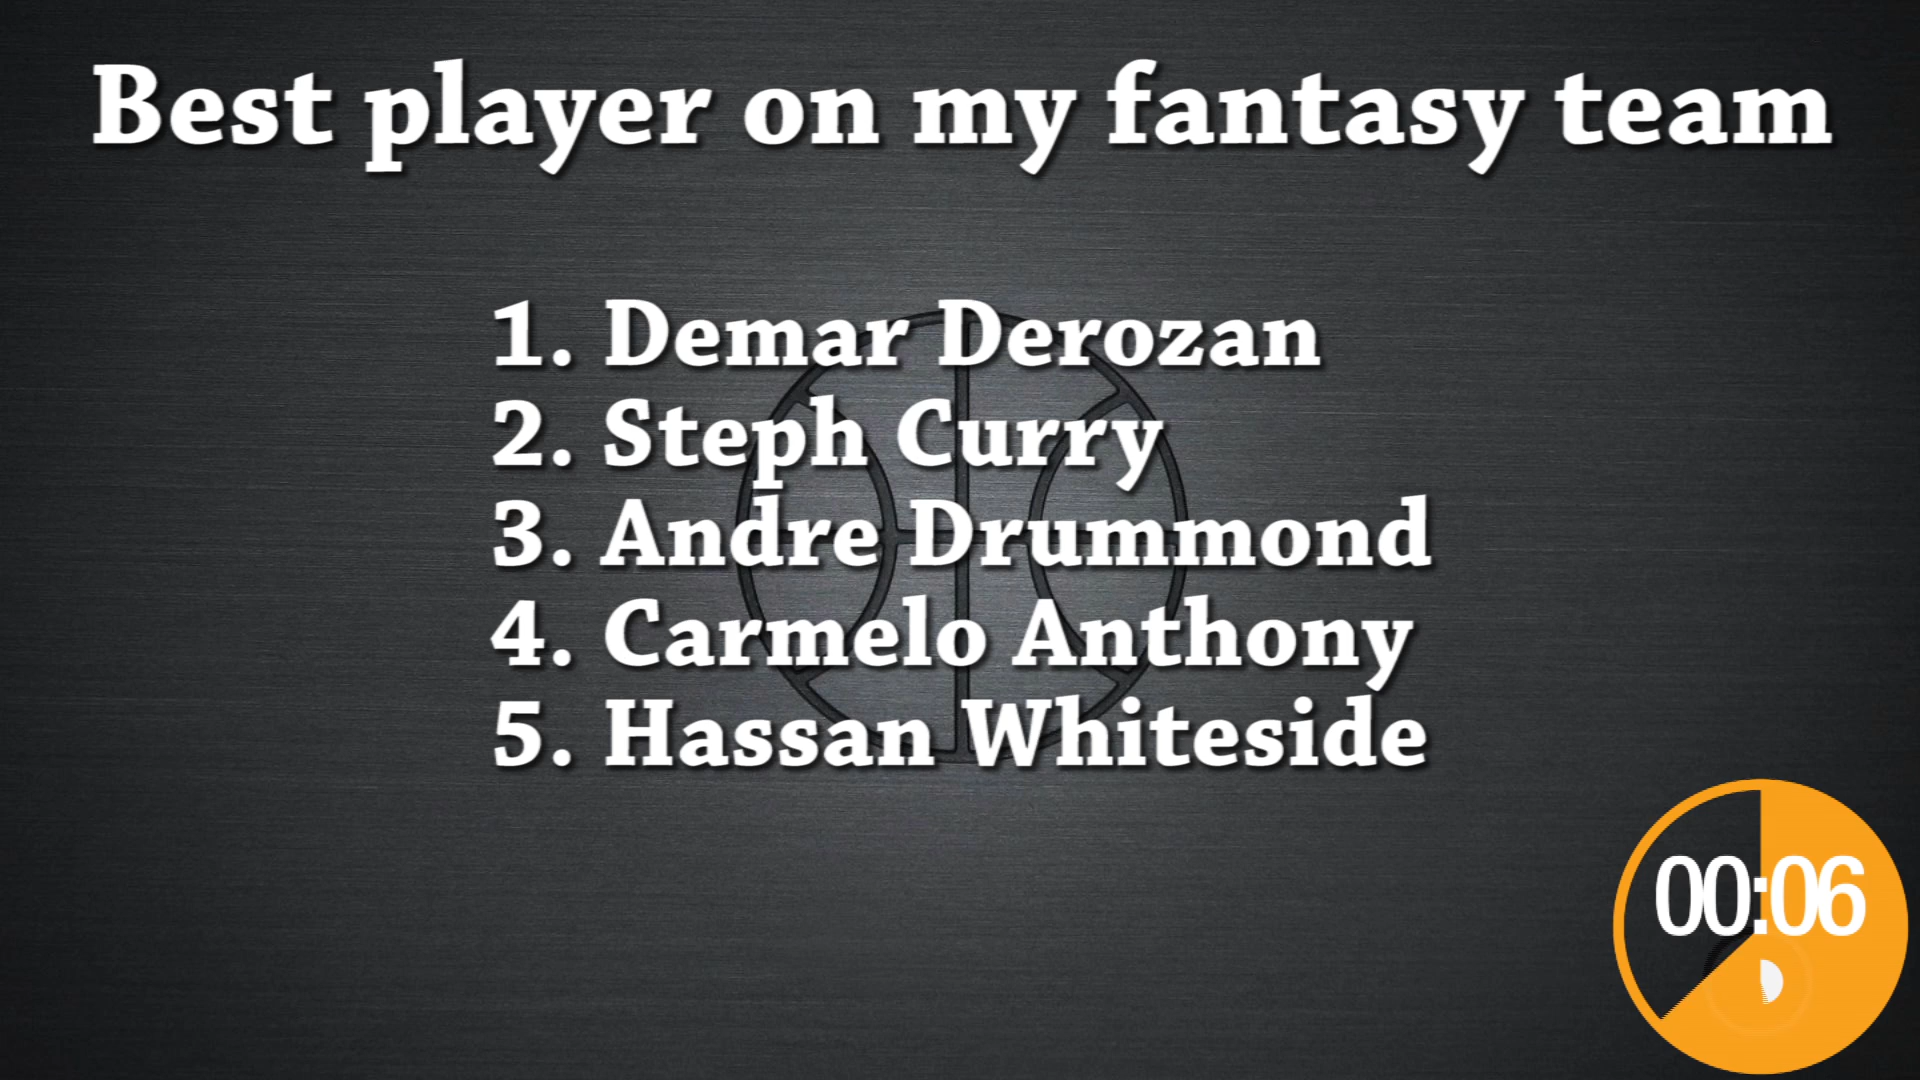 Best player on my fantasy team
1. Demar Derozan
2. Steph Curry
3. Andre Drummond
4. Carmelo Anthony
5. Hassan Whiteside
00:06